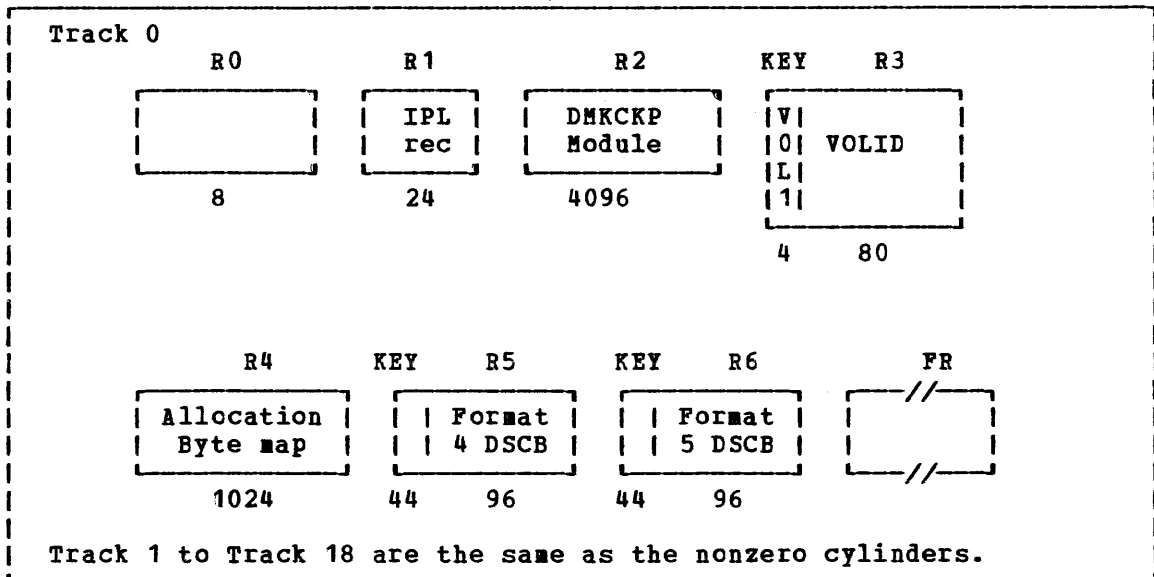 Track 0
R0 R1 R2 KEY R3
IPL DMKCKP V
rec Module O VOLID
L
1
8 24 4096
4 80
R4 KEY R5 KEY R6 FR
Allocation Format Format
Byte map 4 DSCB 5 DSCB
1024 44 96 44 96
Track 1 to Track 18 are the same as the nonzero cylinders.